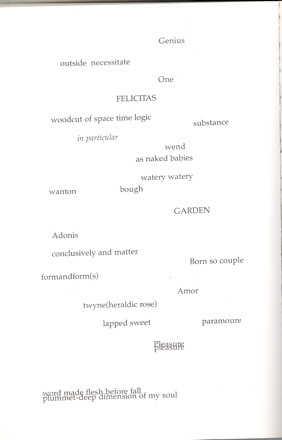 Genius
outside necessitate
One
FELICITAS
woodcut of space time logic
substance
in particular
wend
as naked babies
watery watery
wanton bough
GARDEN
Adonis
conclusively and matter
Born so couple
formandform(s)
Amor
twyne(heraldic rose)
lapped sweet paramoure
Pleasure
pleasure
word made flesh before fall
plummet-deep dimension of my soul